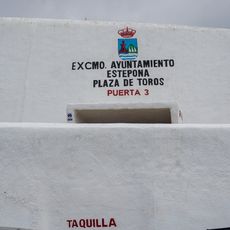 EXCMO. AYUNTAMIENTO
ESTEPONA
PLAZA DE TOROS
PUERTA 3
TAQUILLA